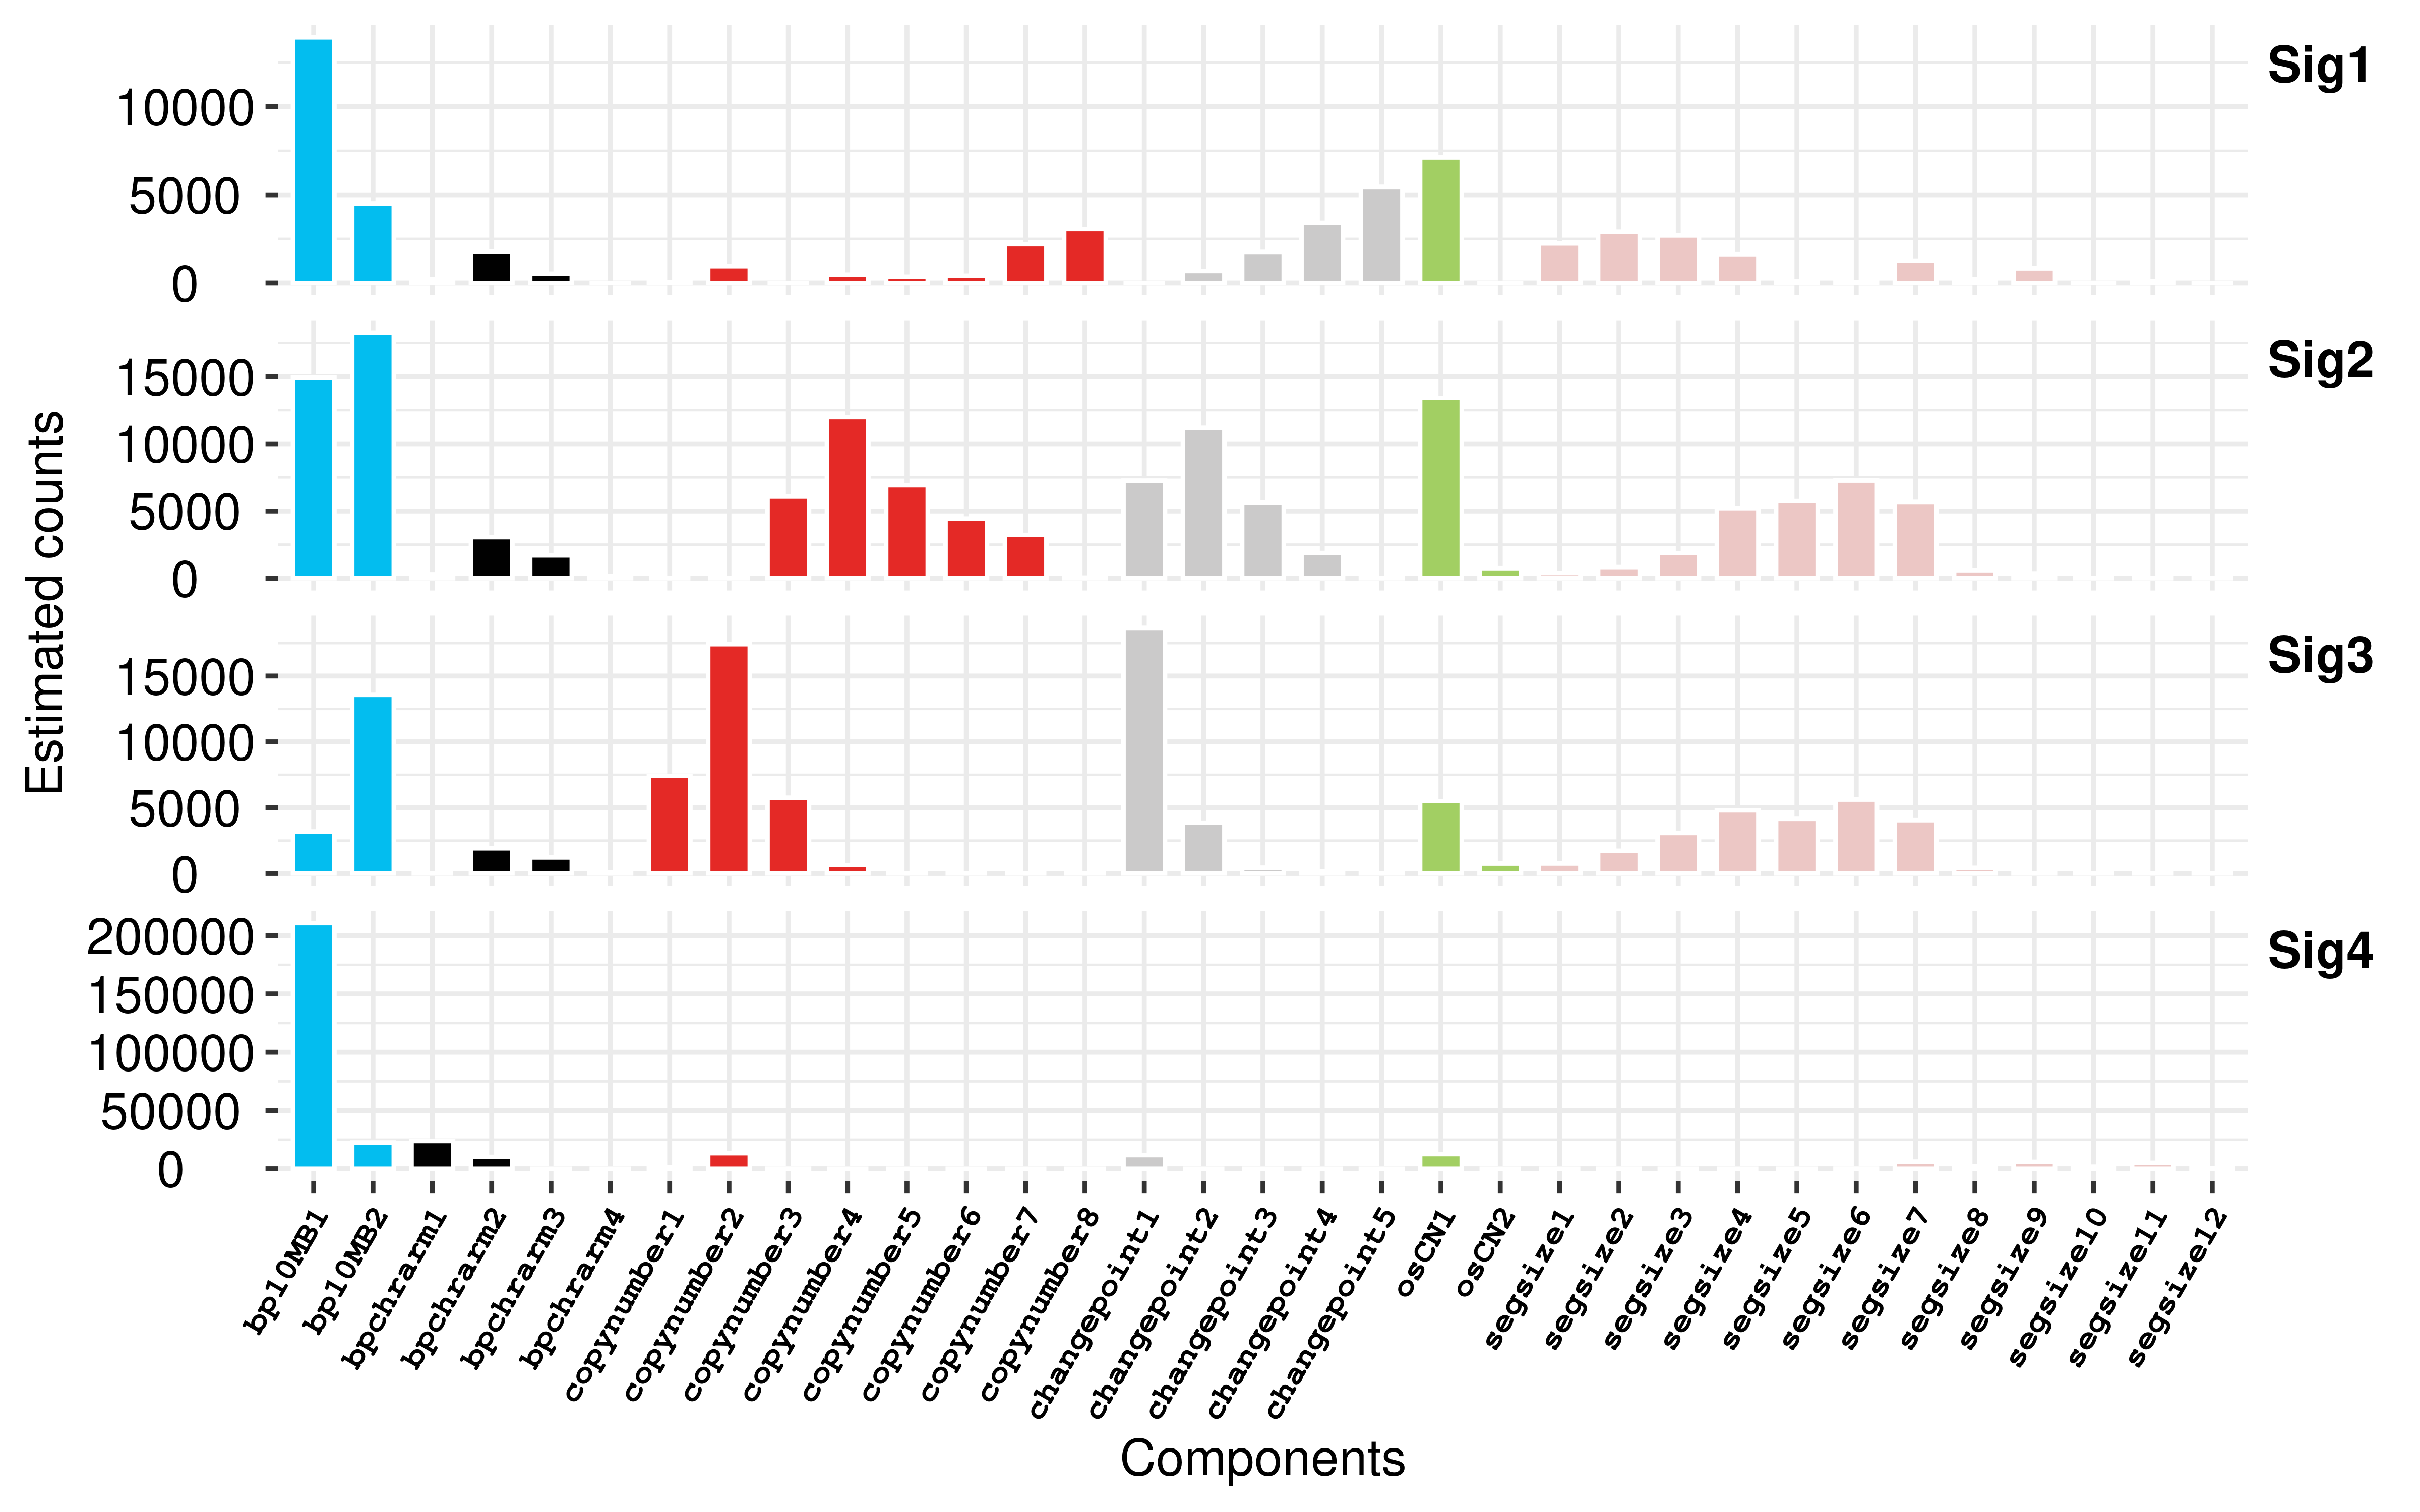 Estimated counts
10000
5000
0
Sig1
15000
10000
5000
0
Sig2
15000
10000
5000
0
Sig3
200000
150000
100000
50000
0
Sig4
bp10MB1
bp10MB2
bpchrarm1
bpchrarm2
bpchrarm3
bpchrarm4
copynumber1
copynumber2
copynumber3
copynumber4
copynumber5
copynumber6
copynumber7
copynumber8
changepoint1
changepoint2
changepoint3
changepoint4
changepoint5
osCN1
osCN2
segsize1
segsize2
segsize3
segsize4
segsize5
segsize6
segsize7
segsize8
segsize9
segsize10
segsize11
segsize12
Components